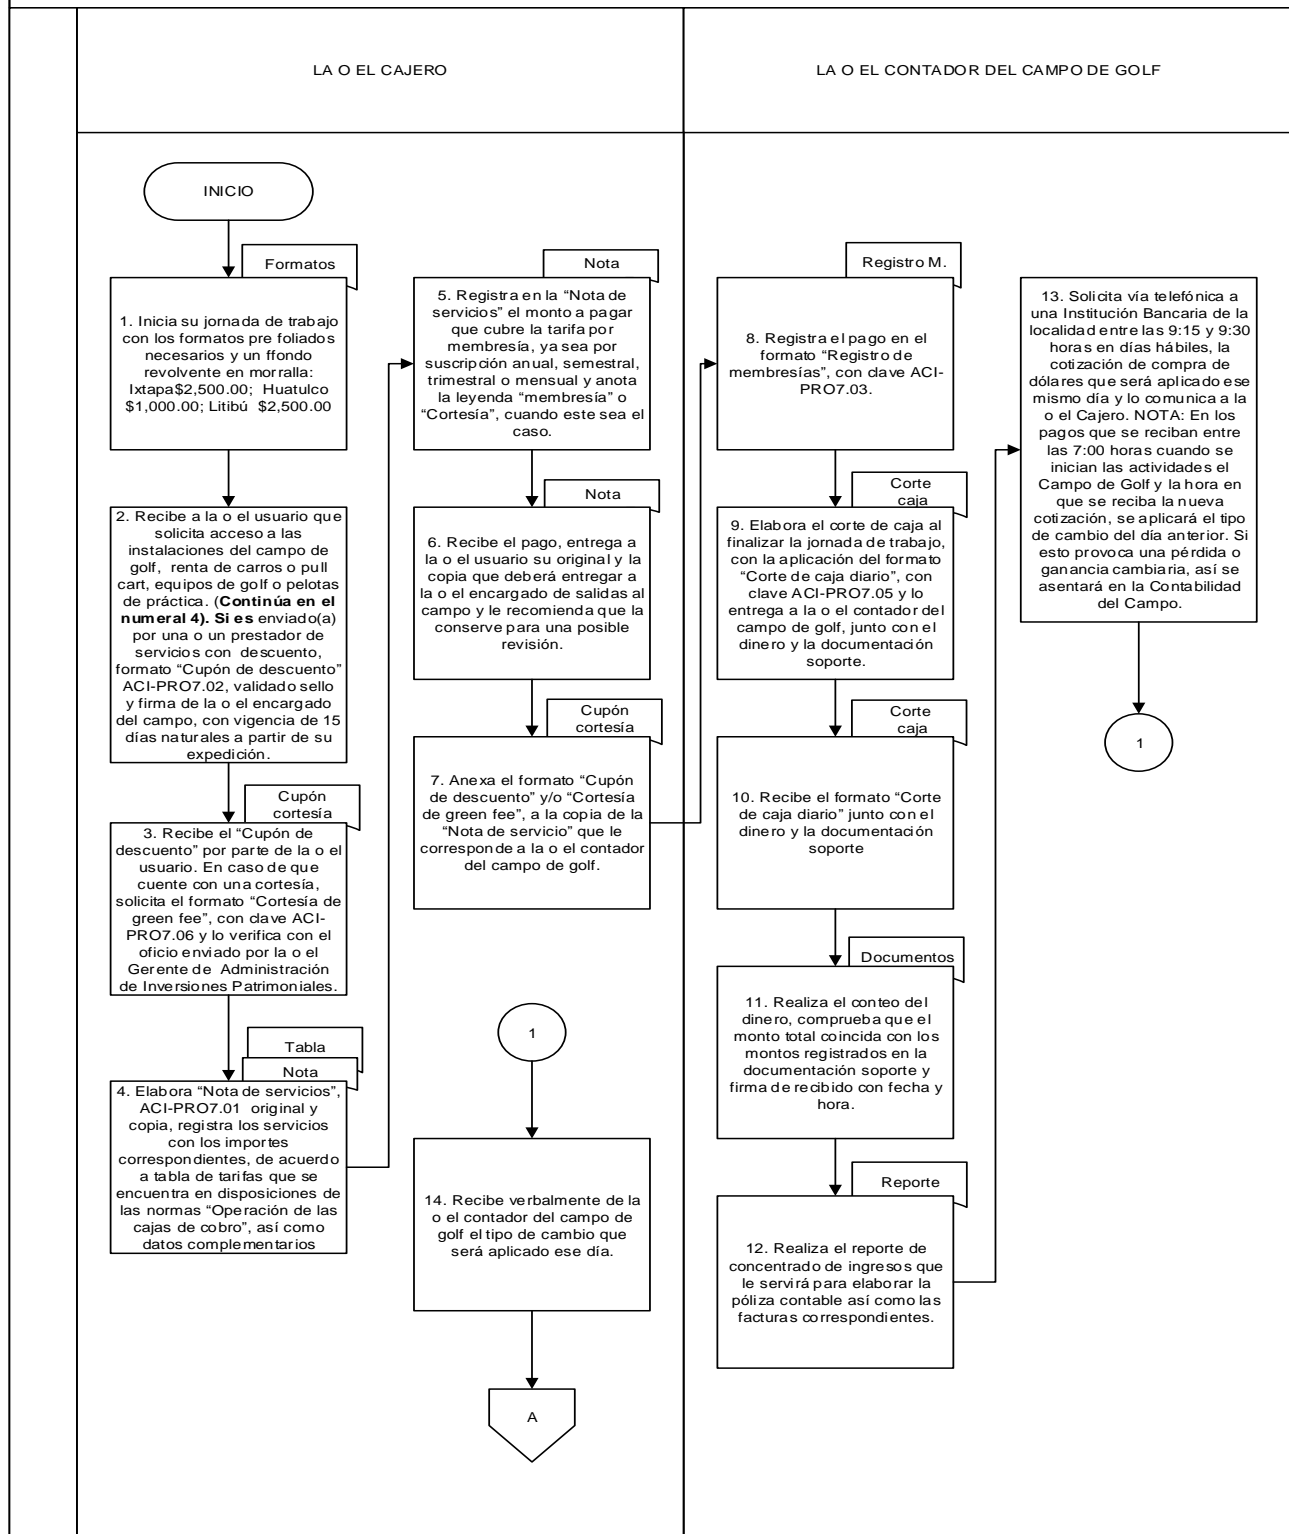 LA O EL CAJERO
LA O EL CONTADOR DEL CAMPO DE GOLF
INICIO
Formatos
1. Inicia su jornada de trabajo
con los formatos pre foliados
necesarios y un ffondo
revolvente en morralla:
Ixtapa$2,500.00; Huatulco
$1,000.00; Litibú $2,500.00
2. Recibe a la o el usuario que
solicita acceso a las
instalaciones del campo de
golf, renta de carros o pull
cart, equipos de golf o pelotas
de práctica. (Continúa en el
numeral 4). Si es enviado(a)
por una o un prestador de
servicios con descuento,
formato “Cupón de descuento”
ACI-PRO7.02, validado sello
y firma de la o el encargado
del campo, con vigencia de 15
días naturales a partir de su
expedición.
Cupón
cortesía
3. Recibe el “Cupón de
descuento” por parte de la o el
usuario. En caso de que
cuente con una cortesía,
solicita el formato “Cortesía de
green fee”, con clave ACI-
PRO7.06 y lo verifica con el
oficio enviado por la o el
Gerente de Administración
de Inversiones Patrimoniales.
Tabla
Nota
4. Elabora “Nota de servicios”,
ACI-PRO7.01 original y
copia, registra los servicios
con los importes
correspondientes, de acuerdo
a tabla de tarifas que se
encuentra en disposiciones de
las normas “Operación de las
cajas de cobro”, así como
datos complementarios
Nota
5. Registra en la “Nota de
servicios” el monto a pagar
que cubre la tarifa por
membresía, ya sea por
suscripción anual, semestral,
trimestral o mensual y anota
la leyenda “membresía” o
“Cortesía”, cuando este sea el
caso.
Nota
6. Recibe el pago, entrega a
la o el usuario su original y la
copia que deberá entregar a
la o el encargado de salidas al
campo y le recomienda que la
conserve para una posible
revisión.
Cupón
cortesía
7. Anexa el formato “Cupón
de descuento” y/o “Cortesía
de green fee”, a la copia de la
“Nota de servicio” que le
corresponde a la o el contador
del campo de golf.
1
14. Recibe verbalmente de la
o el contador del campo de
golf el tipo de cambio que
será aplicado ese día.
A
Registro M.
8. Registra el pago en el
formato “Registro de
membresías”, con clave ACI-
PRO7.03.
Corte
caja
9. Elabora el corte de caja al
finalizar la jornada de trabajo,
con la aplicación del formato
“Corte de caja diario”, con
clave ACI-PRO7.05 y lo
entrega a la o el contador del
campo de golf, junto con el
dinero y la documentación
soporte.
Corte
caja
10. Recibe el formato “Corte
de caja diario” junto con el
dinero y la documentación
soporte
Documentos
11. Realiza el conteo del
dinero, comprueba que el
monto total coincida con los
montos registrados en la
documentación soporte y
firma de recibido con fecha y
hora.
Reporte
12. Realiza el reporte de
concentrado de ingresos que
le servirá para elaborar la
póliza contable así como las
facturas correspondientes.
13. Solicita vía telefónica a
una Institución Bancaria de la
localidad entre las 9:15 y 9:30
horas en días hábiles, la
cotización de compra de
dólares que será aplicado ese
mismo día y lo comunica a la
o el Cajero. NOTA: En los
pagos que se reciban entre
las 7:00 horas cuando se
inician las actividades el
Campo de Golf y la hora en
que se reciba la nueva
cotización, se aplicará el tipo
de cambio del día anterior. Si
esto provoca una pérdida o
ganancia cambiaria, así se
asentará en la Contabilidad
del Campo.
1